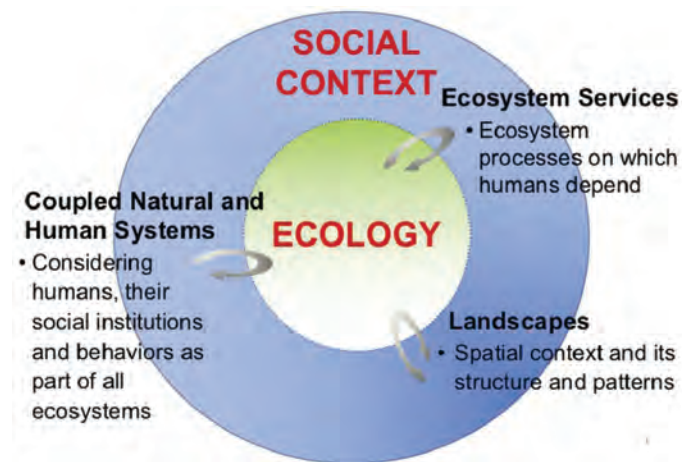 SOCIAL
CONTEXT
Ecosystem Services
• Ecosystem
processes on which
humans depend
Coupled Natural and
Human Systems
• Considering
humans, their
social institutions
and behaviors as
part of all
ecosystems
ECOLOGY
Landscapes
• Spatial context and its
structure and patterns